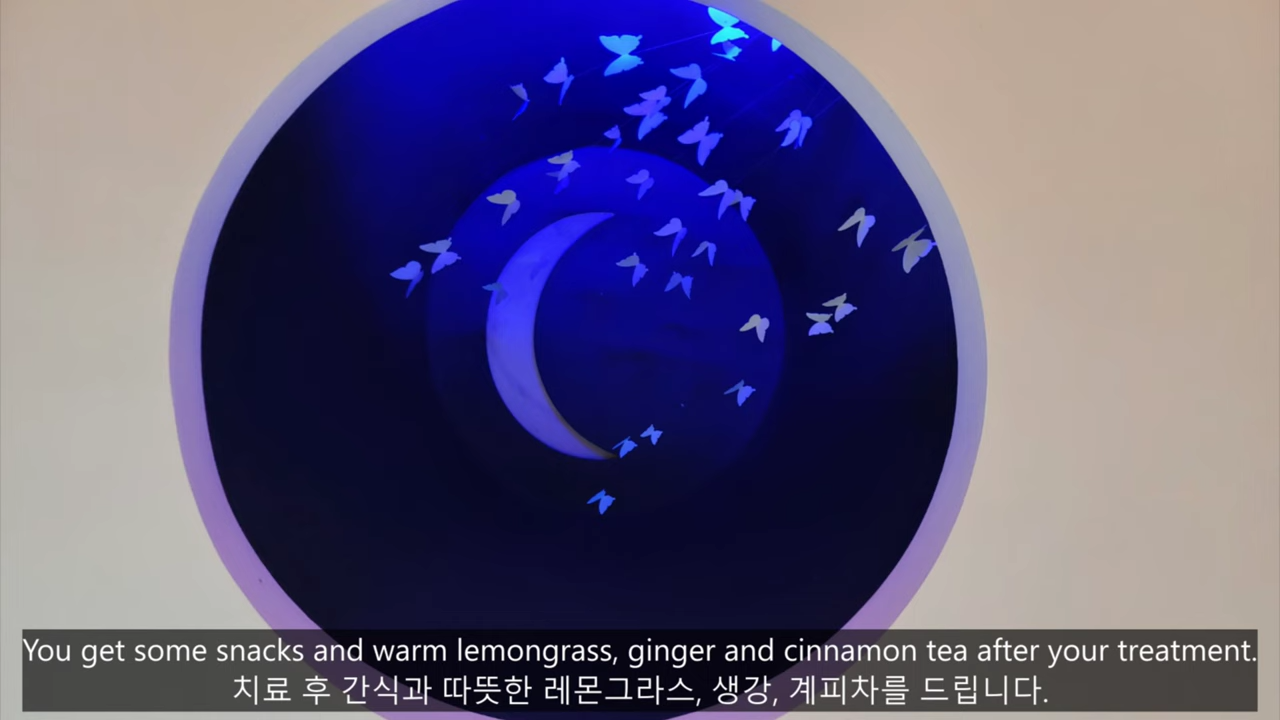 You get some snacks and warm lemongrass, ginger and cinnamon tea after your treatment.
치료 후 간식과 따뜻한 레몬그라스, 생강, 계피차를 드립니다.